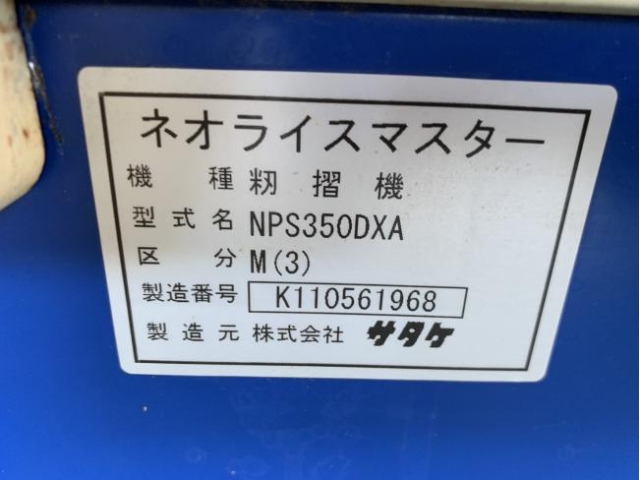 ネオライスマスター
機種 籾摺機
型式名 NPS350DXA
区分 M(3)
製造番号 K110561968
製造元 株式会社 サタケ